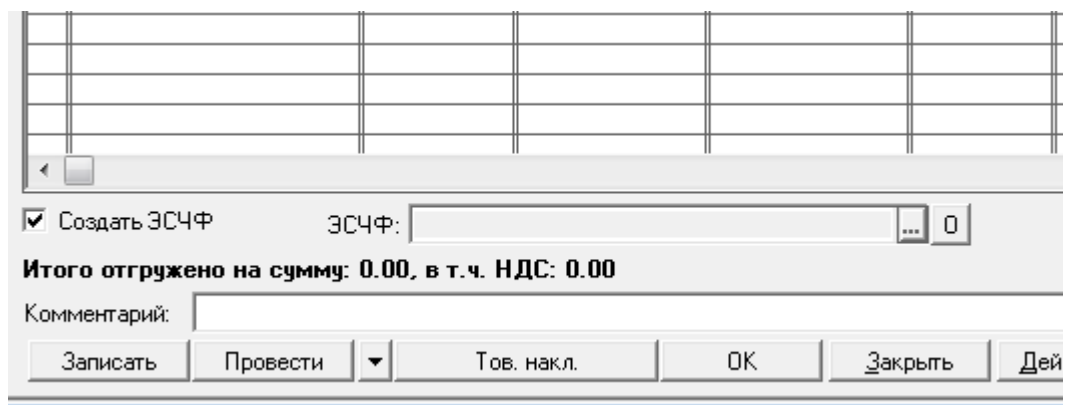 Создать ЭСЧФ ЭСЧФ: ... О
Итого отгружено на сумму: 0.00, в т.ч. НДС: 0.00
Комментарий:
Записать Провести Тов. накл. ОК Закрыть Дей